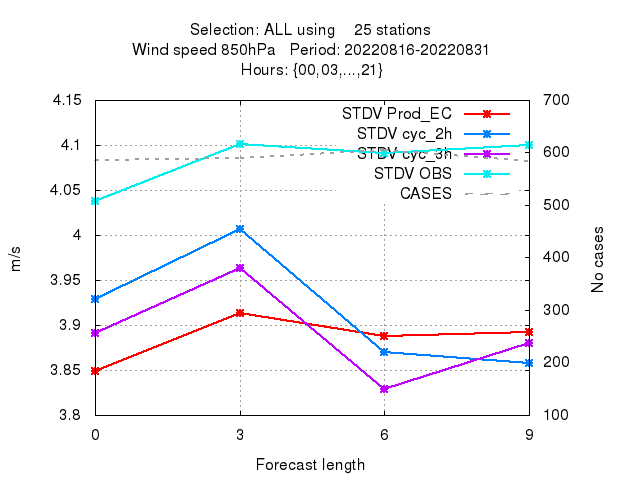 Selection: ALL using    25 stations
Wind speed 850hPa   Period: 20220816-20220831
Hours: {00,03,...,21}
4.15
4.1
4.05
4
3.95
3.9
3.85
3.8
m/s
STDV Prod_EC
STDV cyc_2h
STDV cyc_3h
STDV OBS
CASES
700
600
500
400
300
200
100
No cases
0 3 6 9
Forecast length